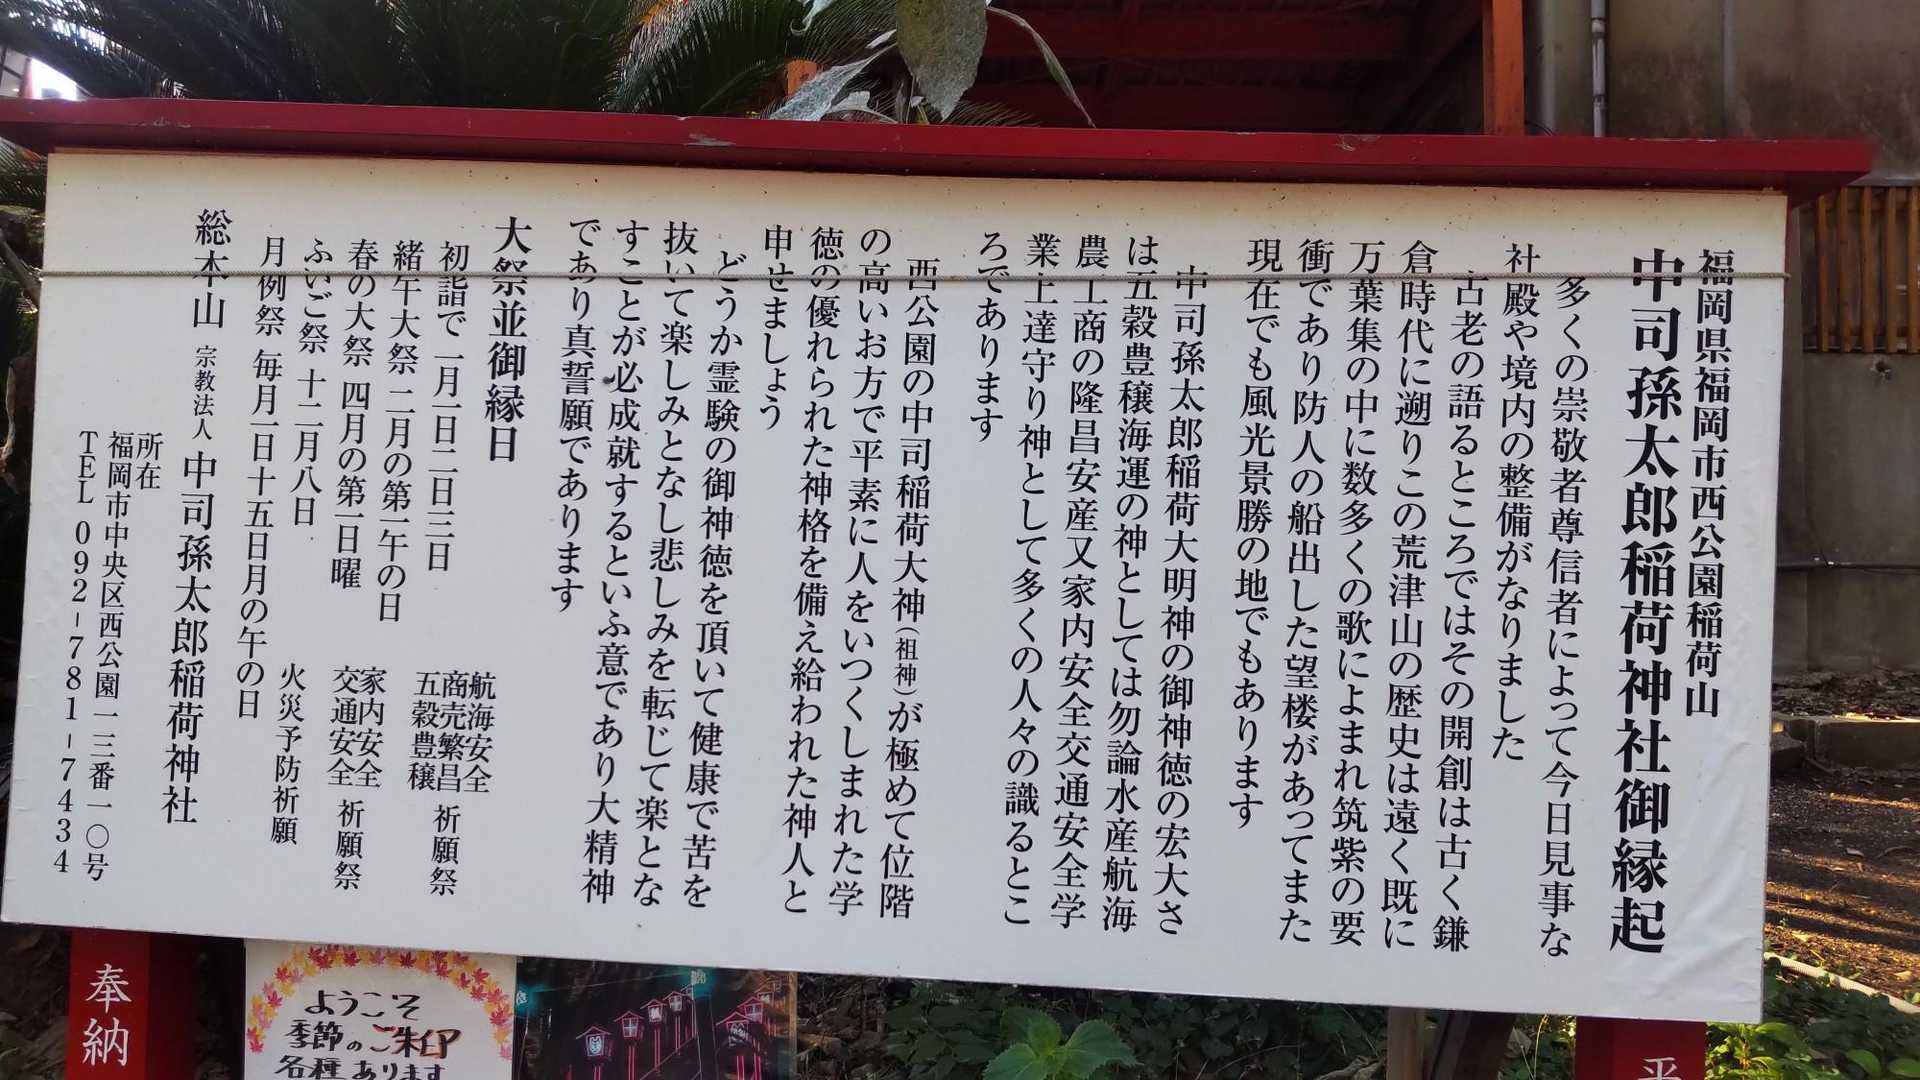 福岡県福岡市西公園稲荷山
中司孫太郎稲荷神社御縁起
多くの崇敬者尊信者によって今日見事な
社殿や境内の整備がなりました
古老の語るところではその開創は古く鎌
倉時代に遡りこの荒津山の歴史は遠く既に
万葉集の中に数多くの歌によまれ筑紫の要
衝であり防人の船出した望楼があってまた
現在でも風光景勝の地でもあります
中司孫太郎稲荷大明神の御神徳の宏大さ
は五穀豊穣海運の神としては勿論水産航海
農工商の隆昌安産又家内安全交通安全学
業上達守り神として多くの人々の識るとこ
ろであります
西公園の中司稲荷大神(祖神)が極めて位階
の高いお方で平素に人をいつくしまれた学
徳の優れられた神格を備え給われた神人と
申せましょう
どうか霊験の御神徳を頂いて健康で苦を
抜いて楽しみとなし悲しみを転じて楽とな
すことが必成就するといふ意であり大精神
であり真誓願であります
大祭並御縁日
初詣で 一月一日二日三日
緒午大祭 二月の第一午の日
航海安全
商売繁昌
五穀豊穣
祈願祭
春の大祭 四月の第一日曜
家内安全
交通安全
祈願祭
ふいご祭 十二月八日 火災予防祈願
月例祭 毎月一日十五日月の午の日
総本山 宗教法人 中司孫太郎稲荷神社
所在
福岡市中央区西公園一三番一〇号
TEL 092-781-7434
奉納
ようこそ
季節のご朱印
各種あります